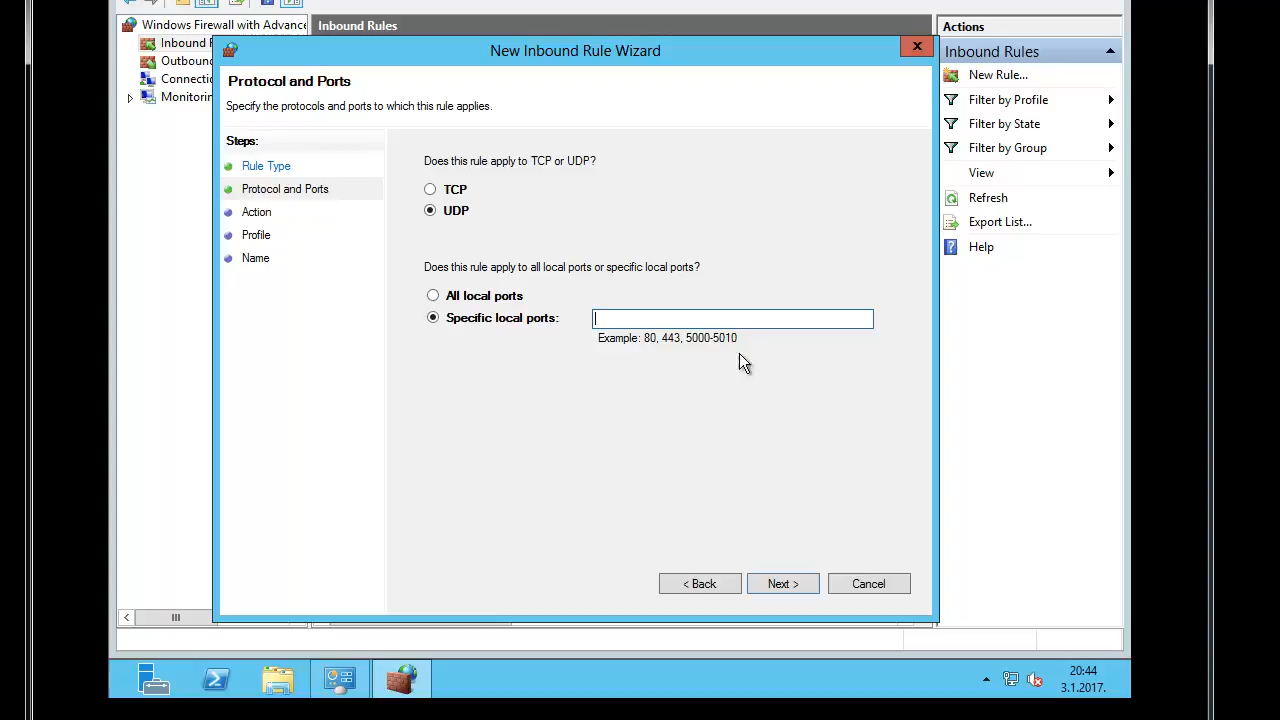 Windows Firewall with Advance
Inbound Rules
Actions
Inbound R
Outboun
Connectio
Monitorin
New Inbound Rule Wizard
Protocol and Ports
Specify the protocols and ports to which this rule applies.
Steps:
Rule Type
Protocol and Ports
Action
Profile
Name
Does this rule apply to TCP or UDP?
TCP
UDP
Does this rule apply to all local ports or specific local ports?
All local ports
Specific local ports:
Example: 80, 443, 5000-5010
< Back
Next >
Cancel
Inbound Rules
New Rule...
Filter by Profile
Filter by State
Filter by Group
View
Refresh
Export List...
Help
20:44
3.1.2017.